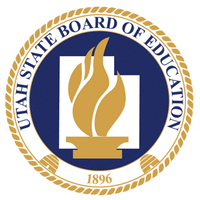 UTAH STATE BOARD OF EDUCATION
1896